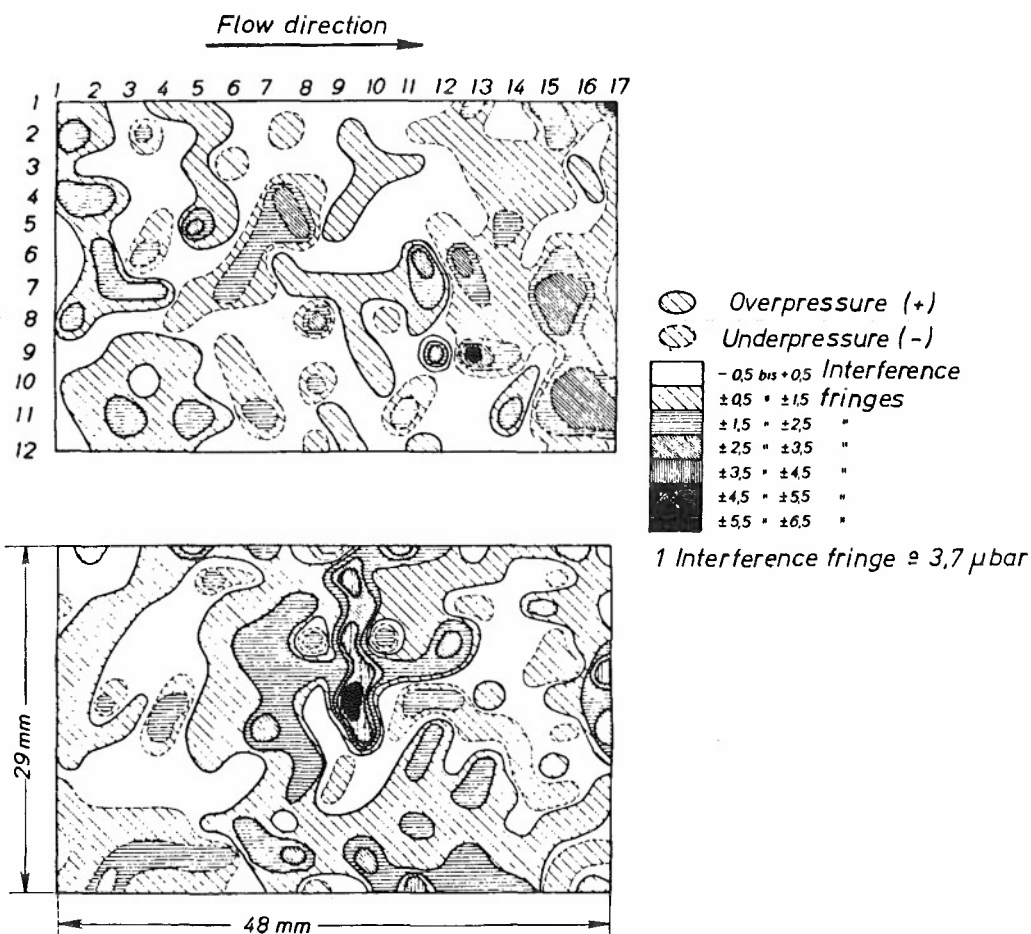 Flow direction
1 2 3 4 5 6 7 8 9 10 11 12 13 14 15 16 17
1
2
3
4
5
6
7
8
9
10
11
12
Overpressure (+)
Underpressure (-)
- 0,5 bis + 0,5 Interference
± 0,5 " ± 1,5 fringes
± 1,5 " ± 2,5 "
± 2,5 " ± 3,5 "
± 3,5 " ± 4,5 "
± 4,5 " ± 5,5 "
± 5,5 " ± 6,5 "
1 Interference fringe ≙ 3,7 µbar
29 mm
48 mm